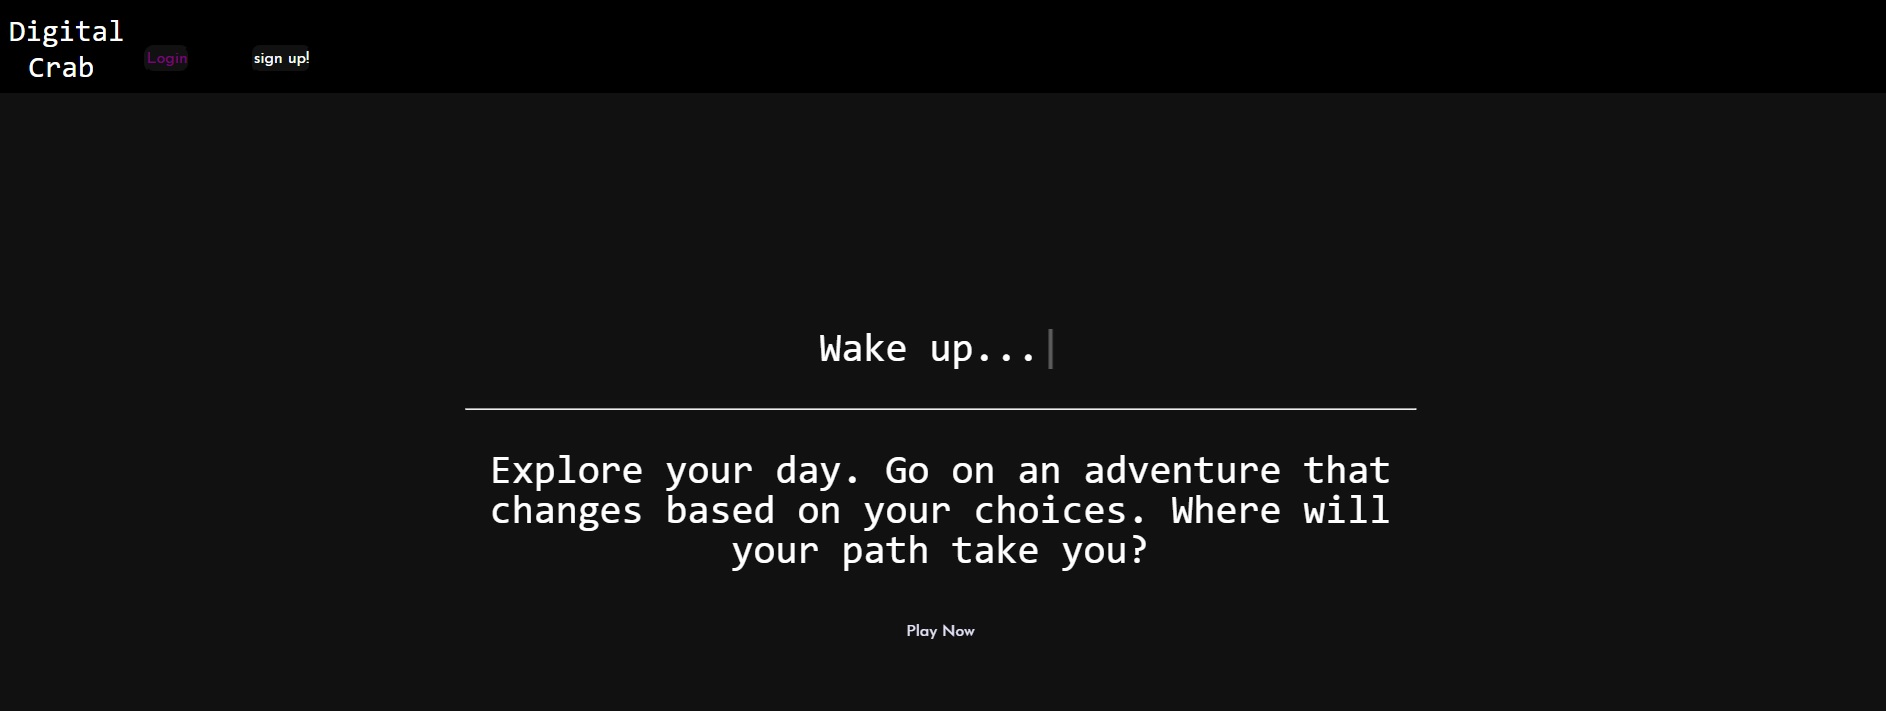 Digital
Crab
Login
sign up!
Wake up...
Explore your day. Go on an adventure that
changes based on your choices. Where will
your path take you?
Play Now